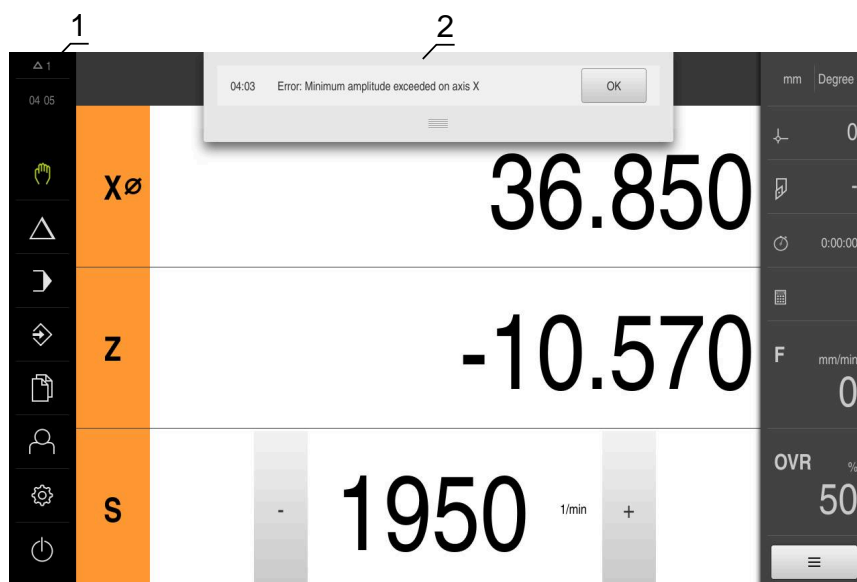 1
2
1
04 05
04:03 Error: Minimum amplitude exceeded on axis X OK
mm Degree
0
X⌀ 36.850
-
0:00:00
Z -10.570
F mm/min
0
OVR %
50
S - 1950 1/min +